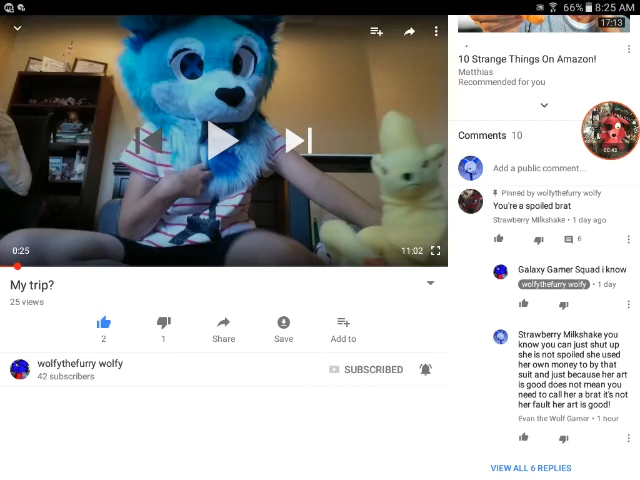 66% 8:25 AM
0:25
11:02
My trip?
25 views
2
1
Share
Save
Add to
wolfythefurry wolfy
42 subscribers
SUBSCRIBED
17:13
10 Strange Things On Amazon!
Matthias
Recommended for you
Comments 10
00:43
Add a public comment...
Pinned by wolfythefurry wolfy
You're a spoiled brat
Strawberry Milkshake • 1 day ago
6
Galaxy Gamer Squad i know
wolfythefurry wolfy • 1 day
Strawberry Milkshake you
know you can just shut up
she is not spoiled she used
her own money to by that
suit and just because her art
is good does not mean you
need to call her a brat it's not
her fault her art is good!
Evan the Wolf Gamer • 1 hour
VIEW ALL 6 REPLIES